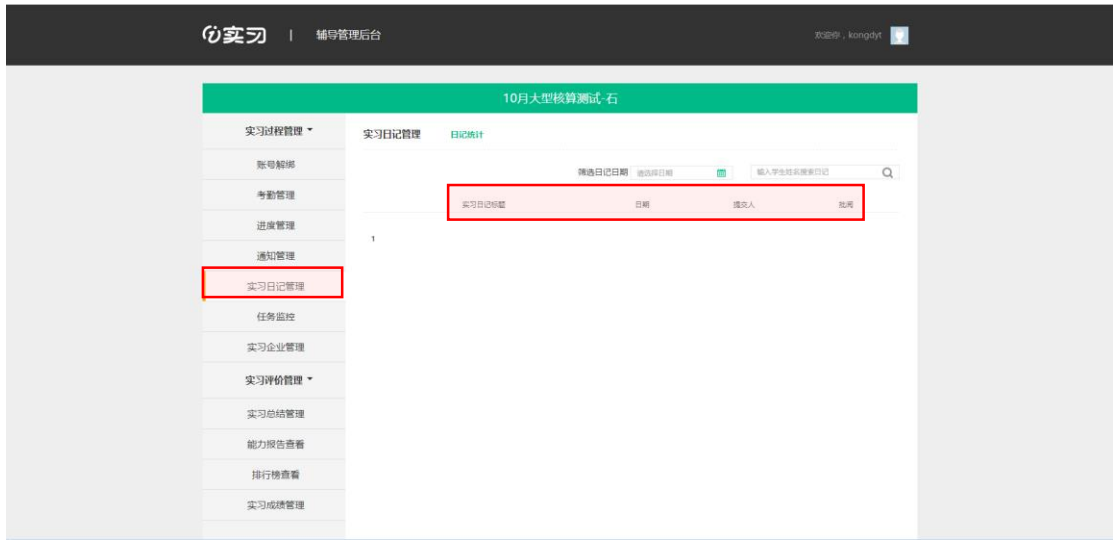 i实习 | 辅导管理后台
欢迎你，kongdyt
10月大型核算测试-石
实习过程管理
账号解绑
考勤管理
进度管理
通知管理
实习日记管理
任务监控
实习企业管理
实习评价管理
实习总结管理
能力报告查看
排行榜查看
实习成绩管理
实习日记管理 日记统计
筛选日记日期 请选择日期 输入学生姓名搜索日记
实习日记标题 日期 提交人 批阅
1